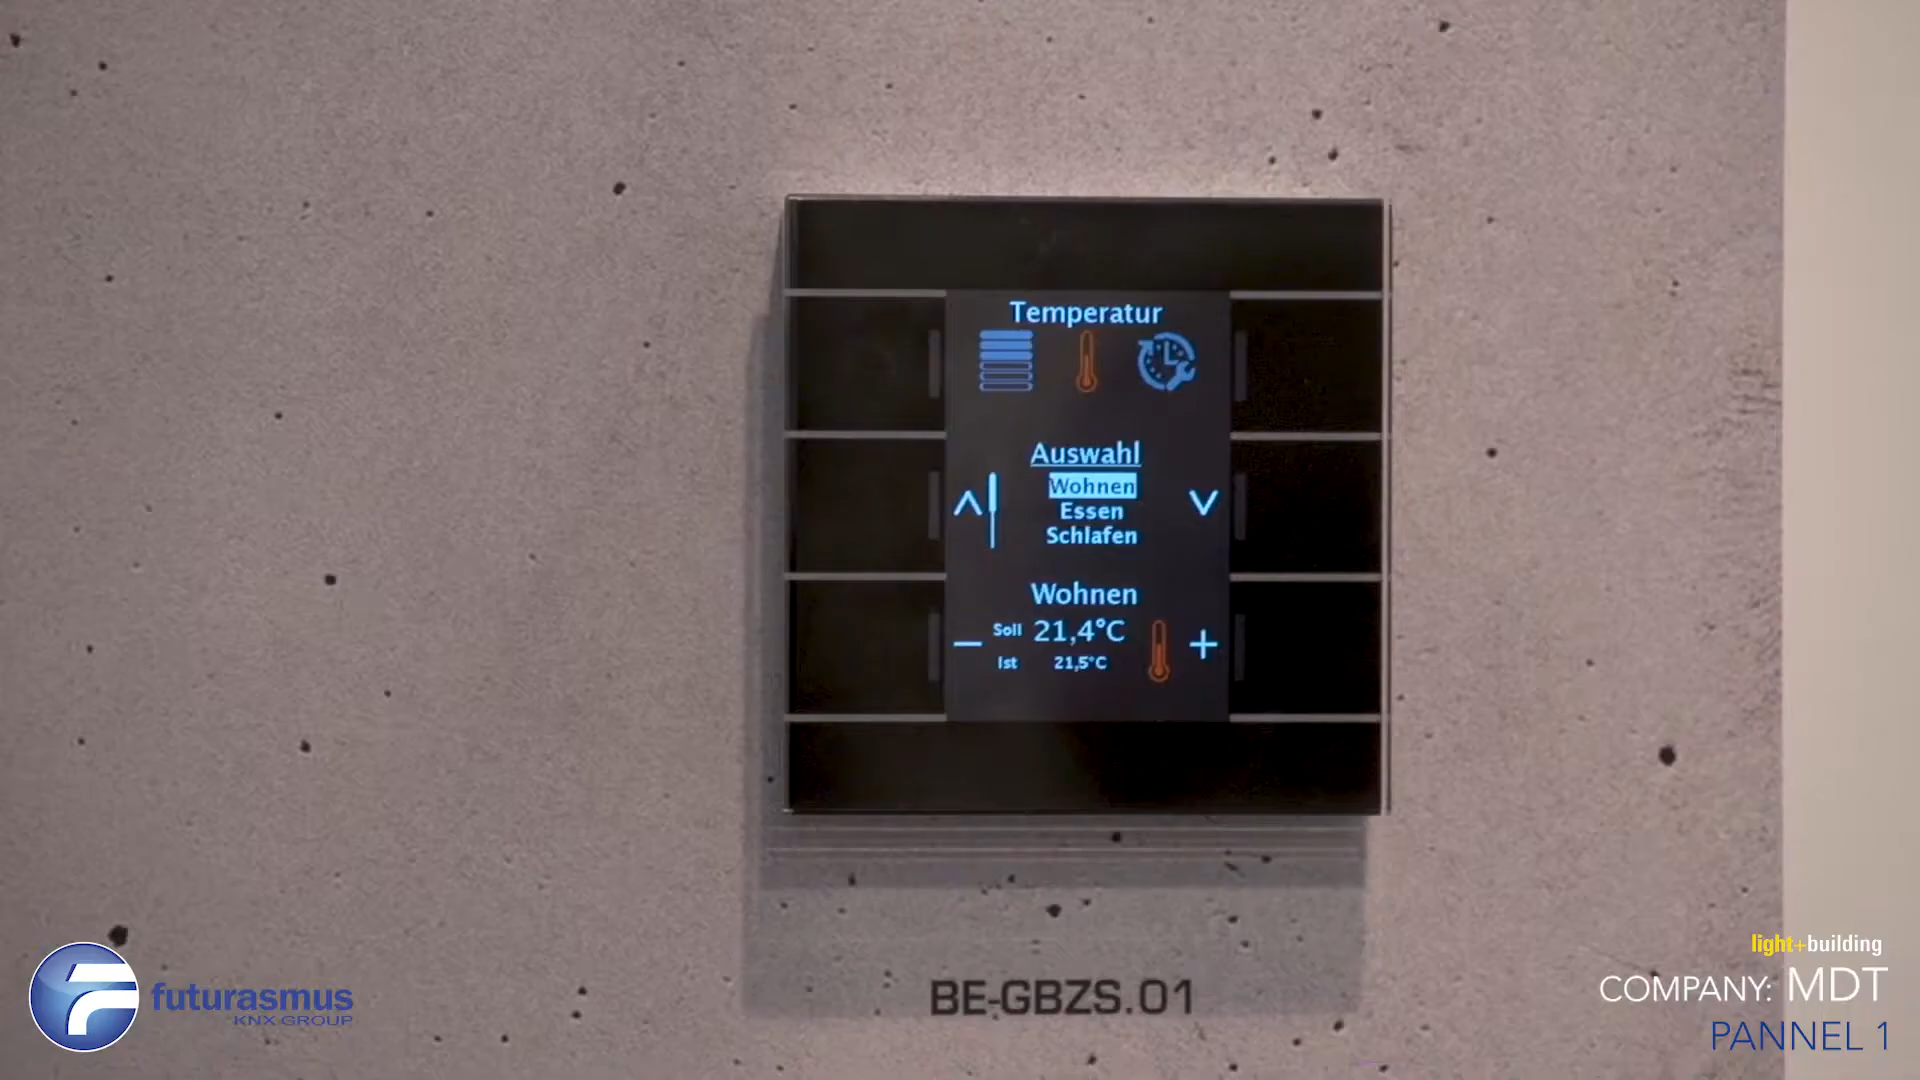 Temperatur
Auswahl
Wohnen
Essen
Schlafen
Wohnen
Soll 21,4°C
Ist 21,5°C
BE-GBZS.01
futurasmus
KNX GROUP
light+building
COMPANY: MDT
PANNEL 1